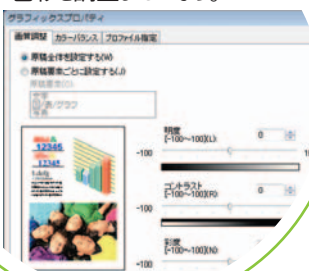 グラフィックスプロパティ
画質調整 カラーバランス プロファイル指定
原稿全体を設定する(W)
原稿要素ごとに設定する(J)
原稿要素(C):
文字
図/表/グラフ
写真
12345
12345
明度
[-100～100](L):
0
-100
コントラスト
[-100～100](R):
0
-100
彩度
[-100～100](N):
-100